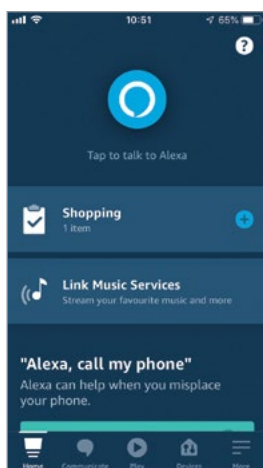 10:51
65%
?
Tap to talk to Alexa
Shopping
1 item
Link Music Services
Stream your favourite music and more
"Alexa, call my phone"
Alexa can help when you misplace
your phone.
Home Communicate Play Devices More